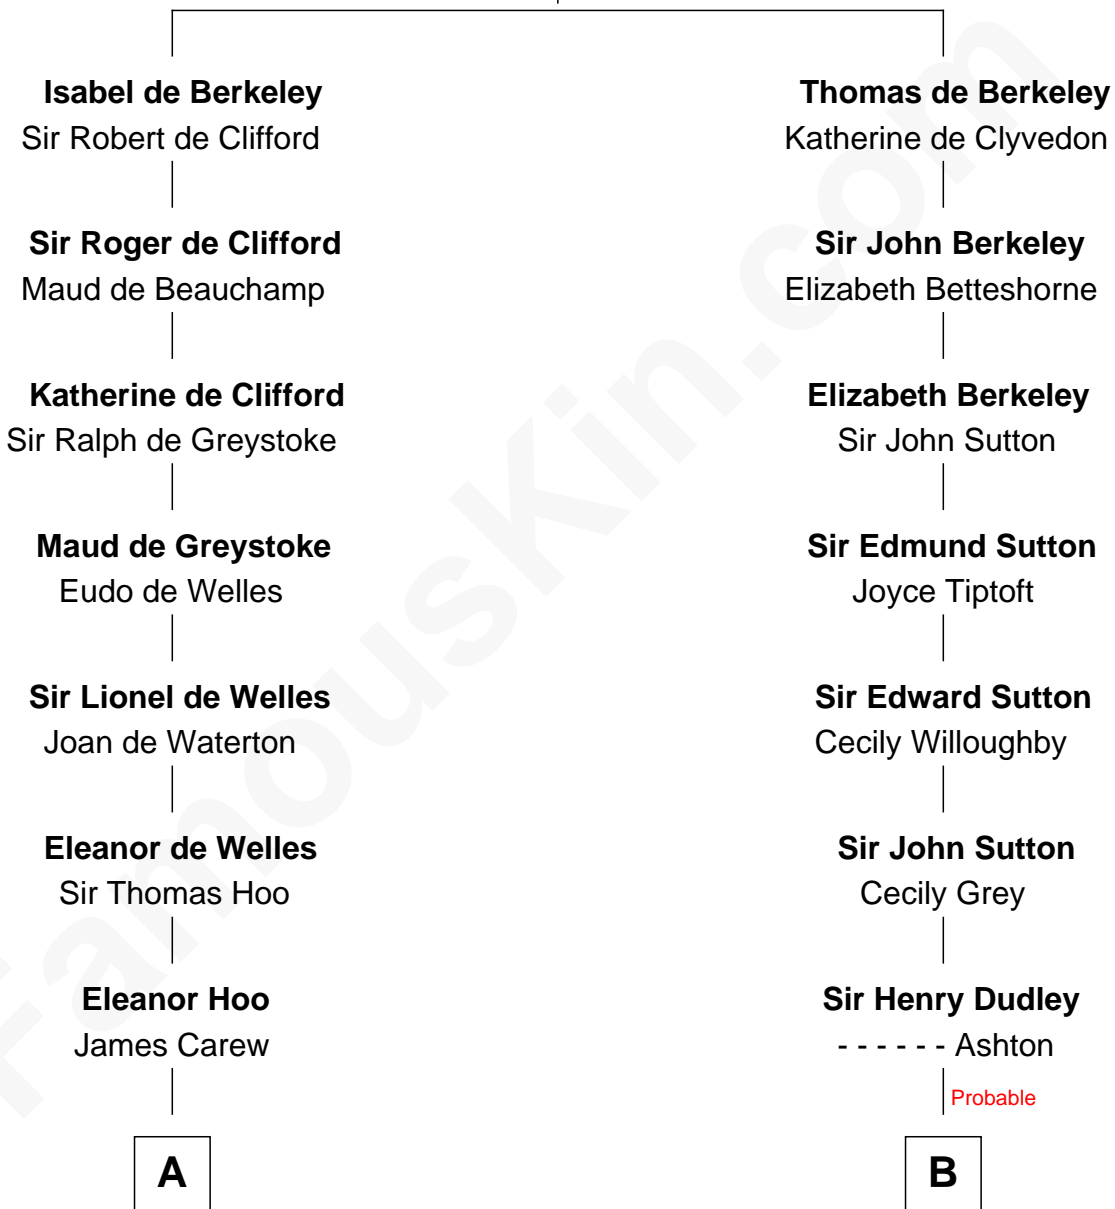 Isabel de Berkeley
Sir Robert de Clifford
Sir Roger de Clifford
Maud de Beauchamp
Katherine de Clifford
Sir Ralph de Greystoke
Maud de Greystoke
Eudo de Welles
Sir Lionel de Welles
Joan de Waterton
Eleanor de Welles
Sir Thomas Hoo
Eleanor Hoo
James Carew
A
Thomas de Berkeley
Katherine de Clyvedon
Sir John Berkeley
Elizabeth Betteshorne
Elizabeth Berkeley
Sir John Sutton
Sir Edmund Sutton
Joyce Tiptoft
Sir Edward Sutton
Cecily Willoughby
Sir John Sutton
Cecily Grey
Sir Henry Dudley
- - - - - - Ashton
Probable
B
FamousKin.com